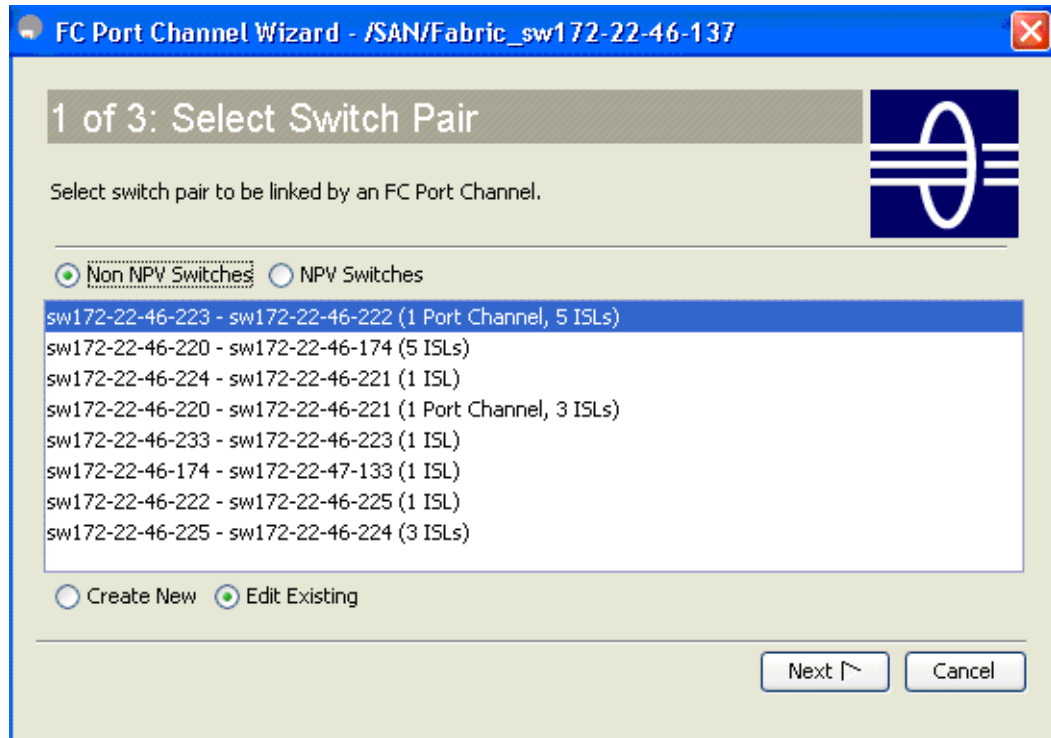 FC Port Channel Wizard - /SAN/Fabric_sw172-22-46-137
1 of 3: Select Switch Pair
Select switch pair to be linked by an FC Port Channel.
Non NPV Switches NPV Switches
sw172-22-46-223 - sw172-22-46-222 (1 Port Channel, 5 ISLs)
sw172-22-46-220 - sw172-22-46-174 (5 ISLs)
sw172-22-46-224 - sw172-22-46-221 (1 ISL)
sw172-22-46-220 - sw172-22-46-221 (1 Port Channel, 3 ISLs)
sw172-22-46-233 - sw172-22-46-223 (1 ISL)
sw172-22-46-174 - sw172-22-47-133 (1 ISL)
sw172-22-46-222 - sw172-22-46-225 (1 ISL)
sw172-22-46-225 - sw172-22-46-224 (3 ISLs)
Create New Edit Existing
Next Cancel